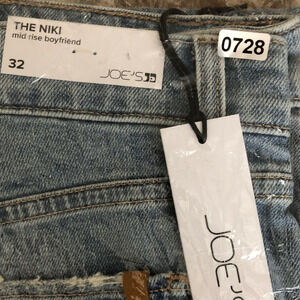 THE NIKI
mid rise boyfriend
32
JOE'S
0728
JOE'S